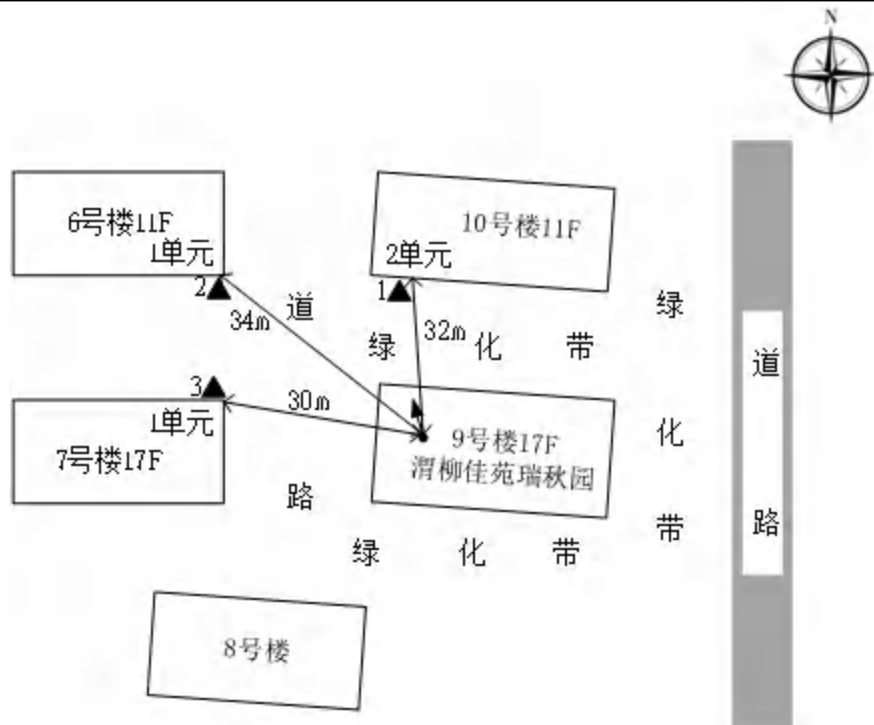 N
6号楼11F
1单元
10号楼11F
2单元
2
1
34m
道
绿
32m
绿 化 带
道
3
30m
1单元
7号楼17F
9号楼17F
渭柳佳苑瑞秋园
化
路
带
路
绿 化 带
8号楼